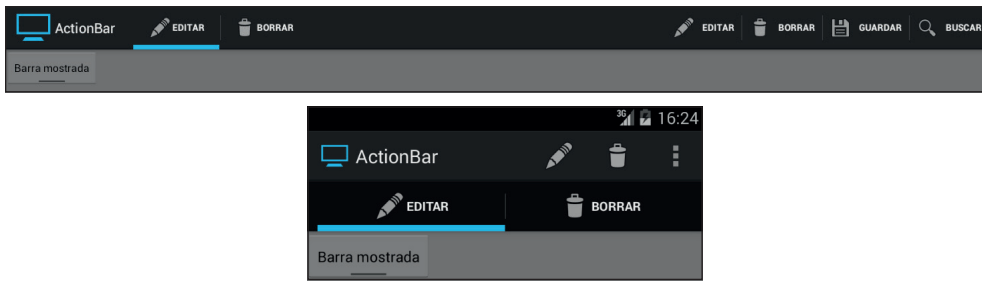 ActionBar EDITAR BORRAR EDITAR BORRAR GUARDAR BUSCAR
Barra mostrada
3G 16:24
ActionBar
EDITAR BORRAR
Barra mostrada